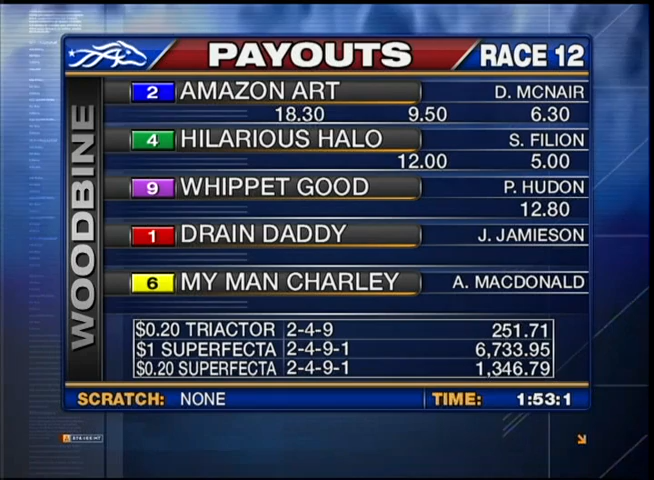 PAYOUTS
RACE 12
WOODBINE
2 AMAZON ART D. MCNAIR
18.30 9.50 6.30
4 HILARIOUS HALO S. FILION
12.00 5.00
9 WHIPPET GOOD P. HUDON
12.80
1 DRAIN DADDY J. JAMIESON
6 MY MAN CHARLEY A. MACDONALD
$0.20 TRIACTOR 2-4-9 251.71
$1 SUPERFECTA 2-4-9-1 6,733.95
$0.20 SUPERFECTA 2-4-9-1 1,346.79
SCRATCH: NONE TIME: 1:53:1